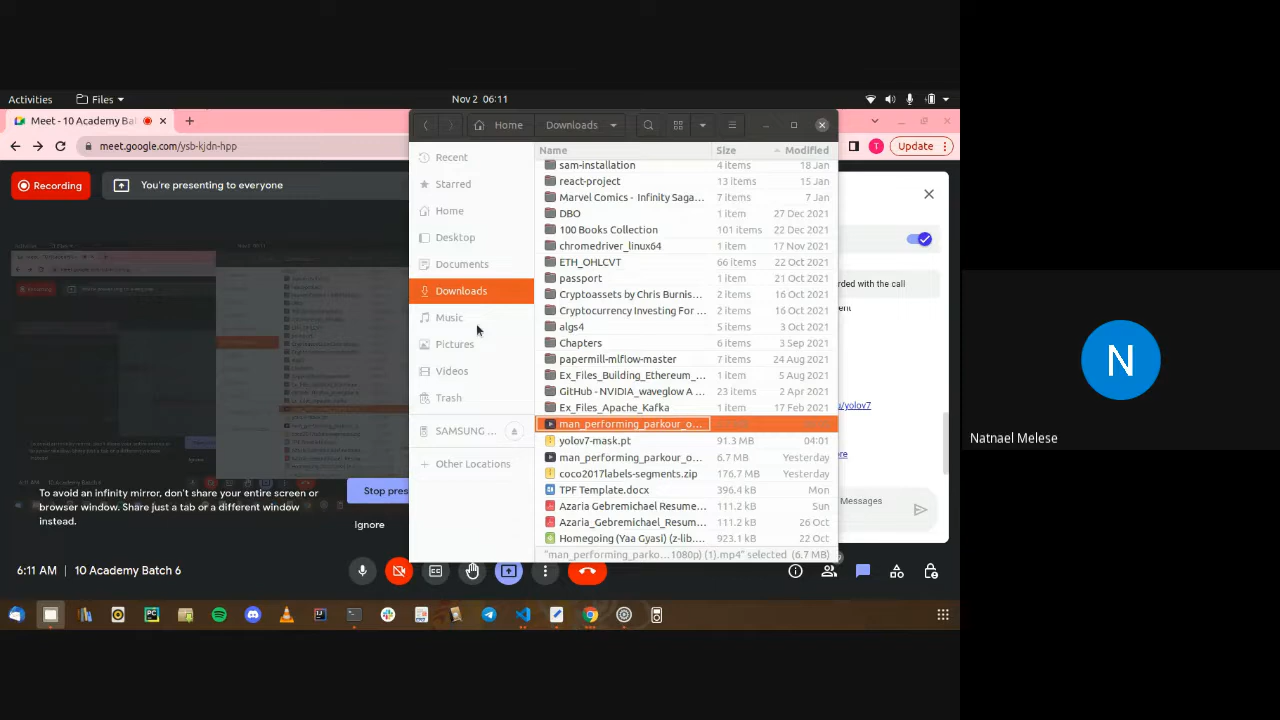 Activities
Files
Nov 2 06:11
Meet - 10 Academy Bat
meet.google.com/ysb-kjdn-hpp
Update
Recording
You're presenting to everyone
Home
Downloads
Name
Size
Modified
Recent
Starred
Home
Desktop
Documents
Downloads
Music
Pictures
Videos
Trash
SAMSUNG ...
Other Locations
sam-installation 4 items 18 Jan
react-project 13 items 15 Jan
Marvel Comics - Infinity Saga... 7 items 7 Jan
DBO 1 item 27 Dec 2021
100 Books Collection 101 items 22 Dec 2021
chromedriver_linux64 1 item 17 Nov 2021
ETH_OHLCVT 66 items 22 Oct 2021
passport 1 item 21 Oct 2021
Cryptoassets by Chris Burnis... 2 items 16 Oct 2021
Cryptocurrency Investing For ... 2 items 16 Oct 2021
algs4 5 items 3 Oct 2021
Chapters 6 items 3 Sep 2021
papermill-mlflow-master 7 items 24 Aug 2021
Ex_Files_Building_Ethereum_... 1 item 5 Aug 2021
GitHub - NVIDIA_waveglow A ... 23 items 2 Apr 2021
Ex_Files_Apache_Kafka 1 item 17 Feb 2021
man_performing_parkour_o...
yolov7-mask.pt 91.3 MB 04:01
man_performing_parkour_o... 6.7 MB Yesterday
coco2017labels-segments.zip 176.7 MB Yesterday
TPF Template.docx 396.4 kB Mon
Azaria Gebremichael Resume... 111.2 kB Sun
Azaria_Gebremichael_Resum... 111.2 kB 26 Oct
Homegoing (Yaa Gyasi) (z-lib.... 923.1 kB 22 Oct
"man_performing_parko...1080p) (1).mp4" selected (6.7 MB)
rded with the call
ent
a/yolov7
ere
Messages
To avoid an infinity mirror, don't share your entire screen or
browser window. Share just a tab or a different window
instead.
Stop pres
Ignore
6:11 AM | 10 Academy Batch 6
N
Natnael Melese